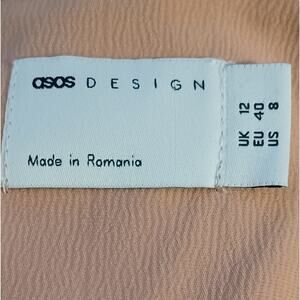 asos DESIGN
Made in Romania
UK 12
EU 40
US 8